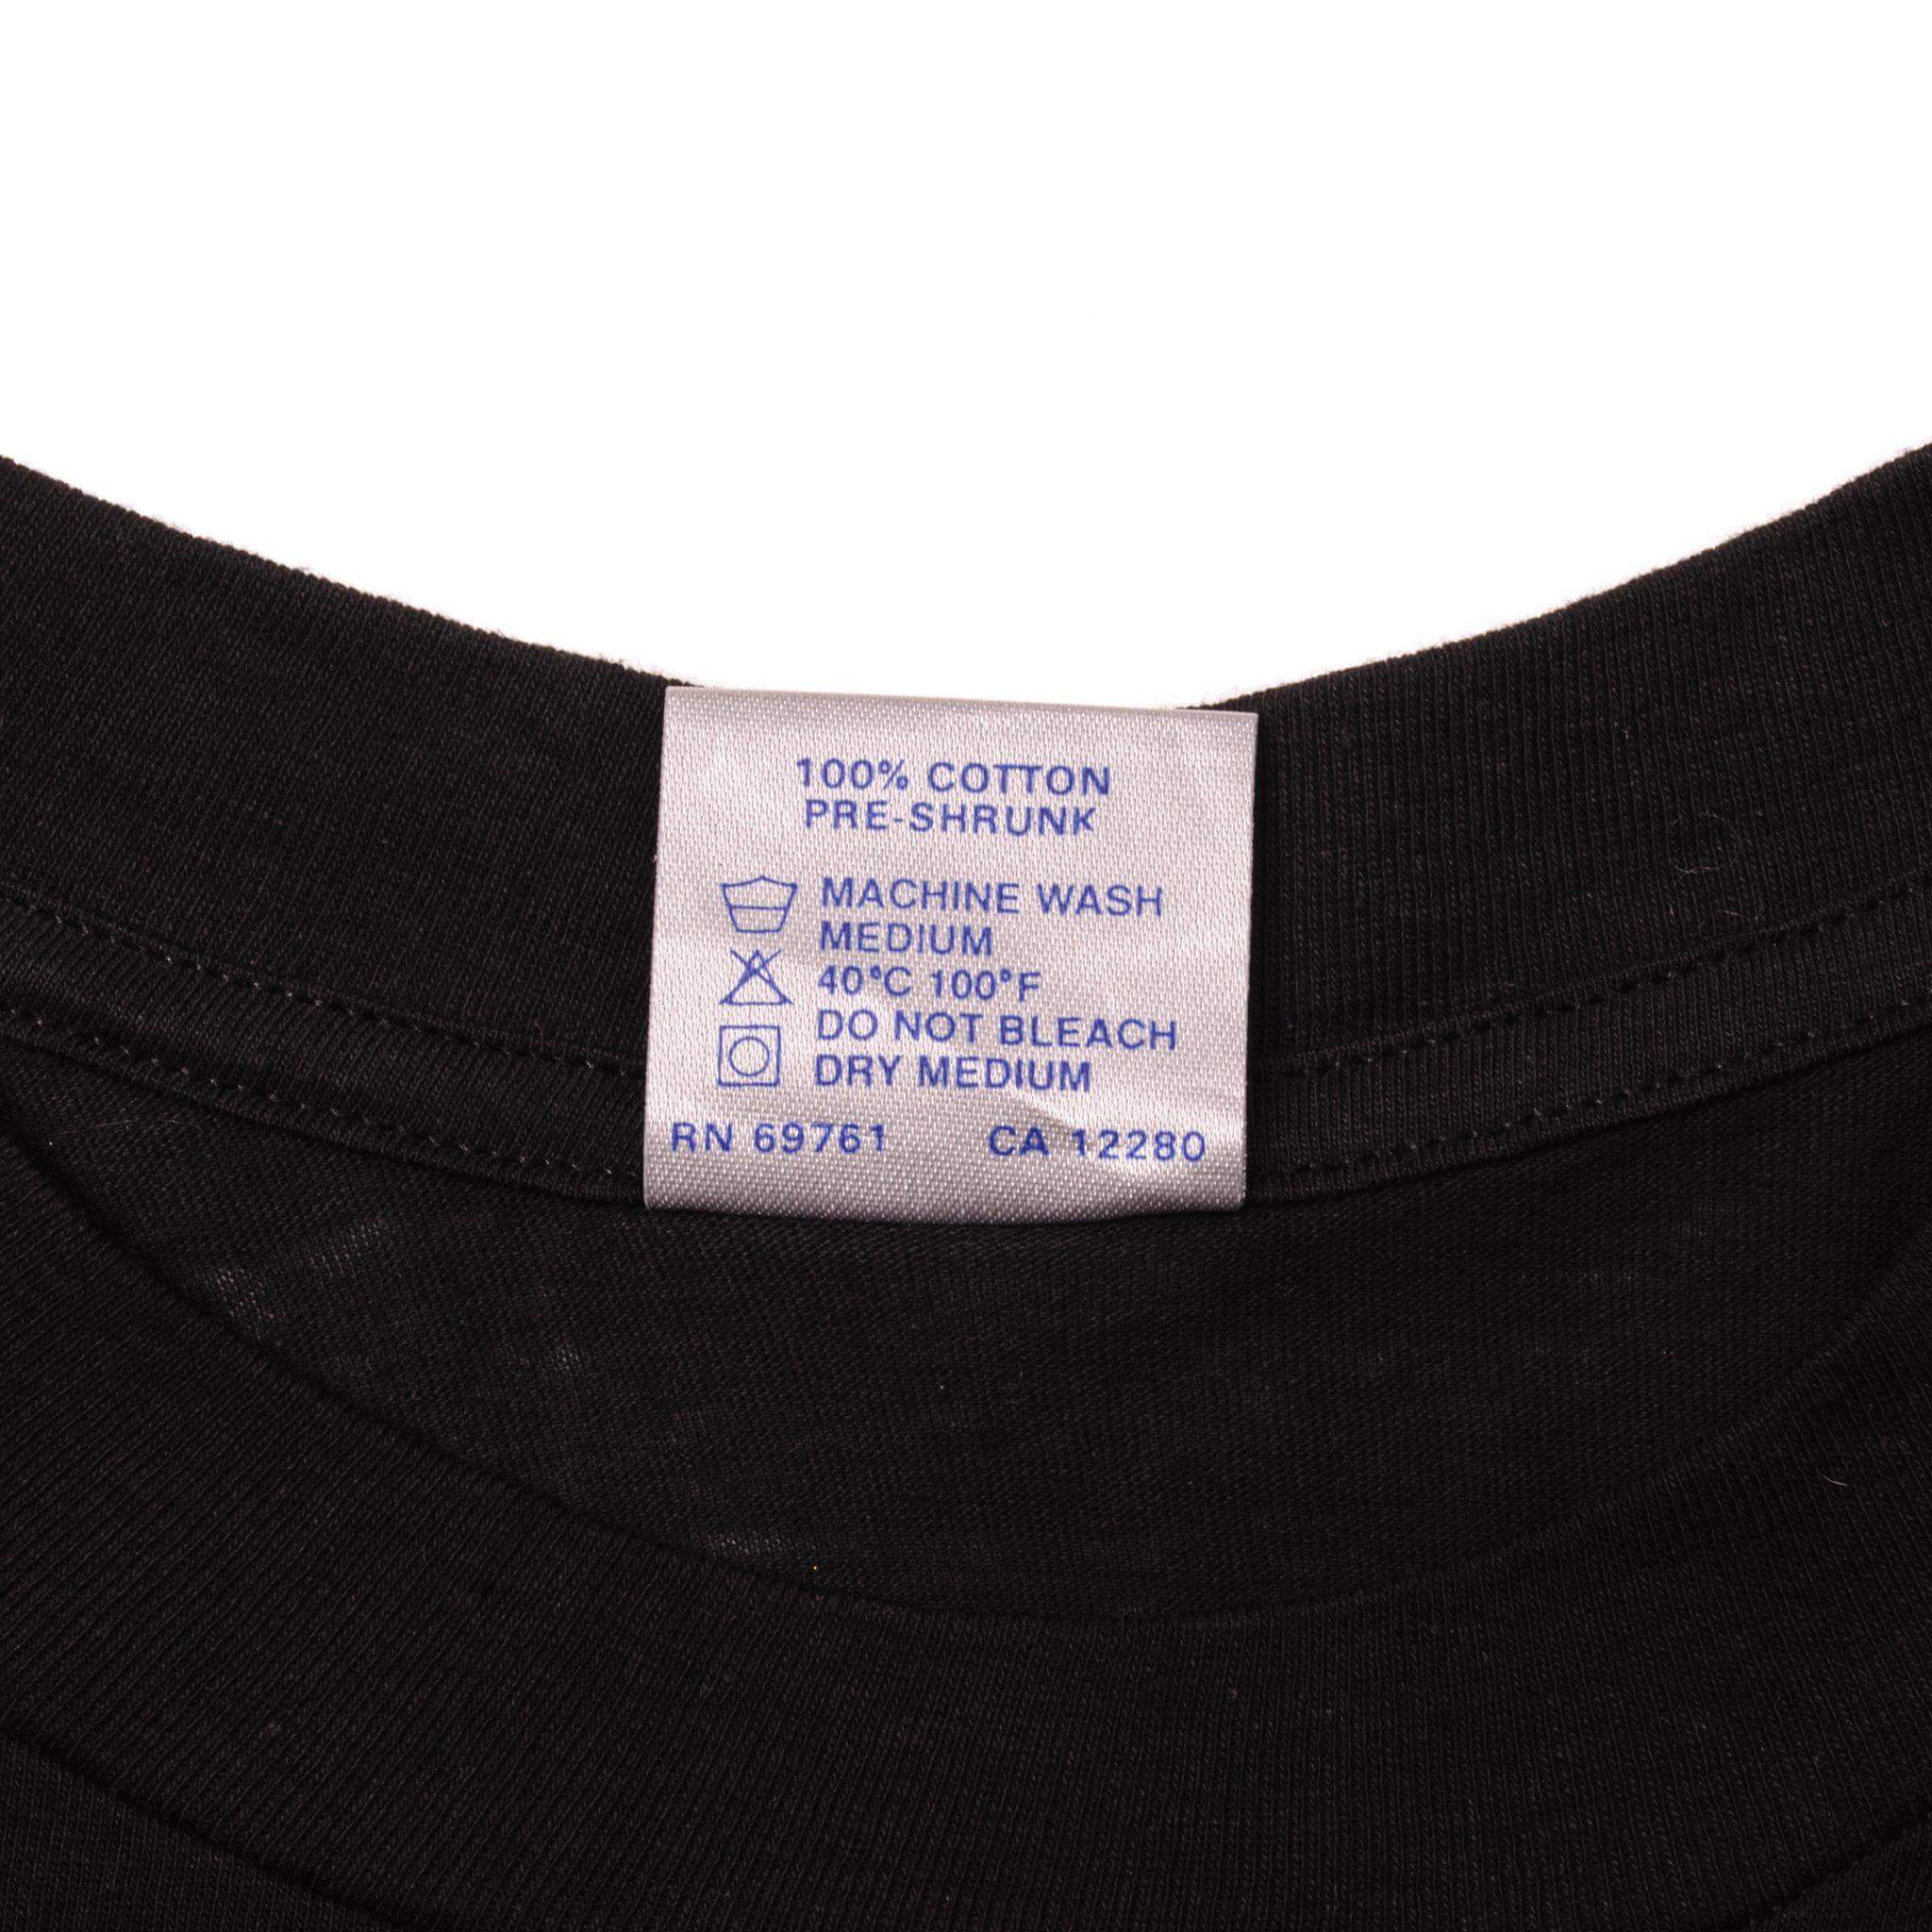 100% COTTON
PRE-SHRUNK
MACHINE WASH
MEDIUM
40°C 100°F
DO NOT BLEACH
DRY MEDIUM
RN 69761 CA 12280